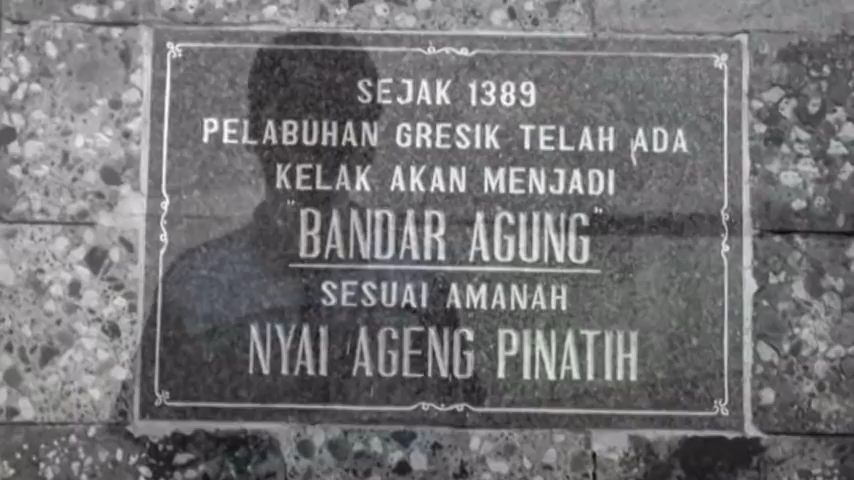 SEJAK 1389
PELABUHAN GRESIK TELAH ADA
KELAK AKAN MENJADI
"BANDAR AGUNG"
SESUAI AMANAH
NYAI AGENG PINATIH